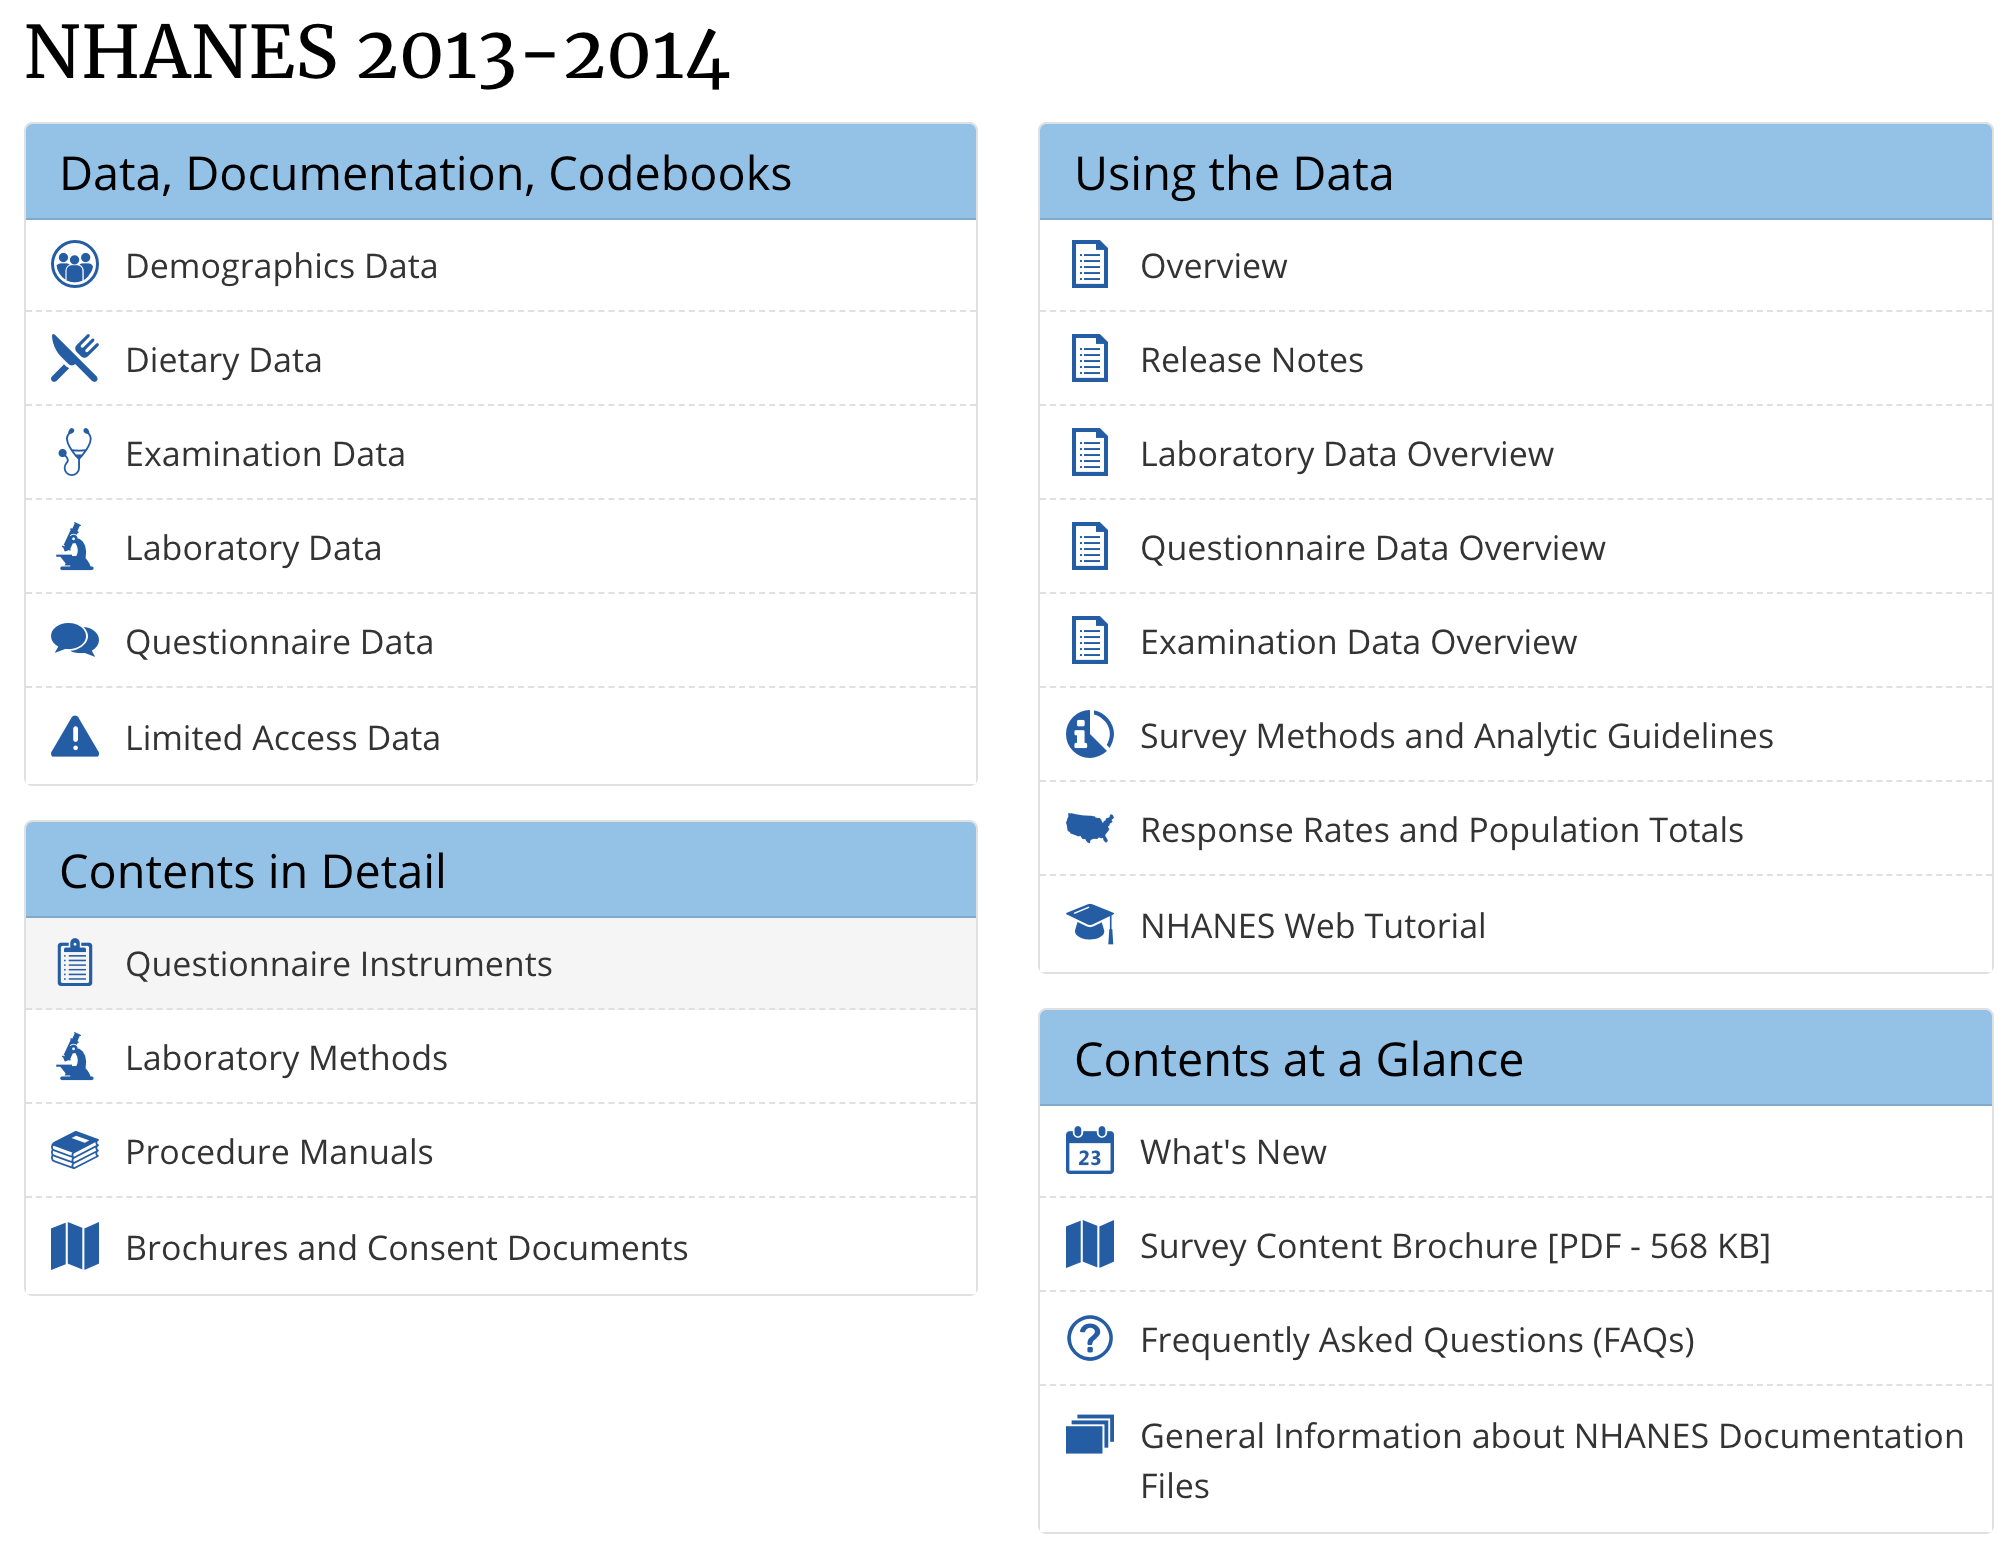 NHANES 2013-2014
Data, Documentation, Codebooks
Demographics Data
Dietary Data
Examination Data
Laboratory Data
Questionnaire Data
Limited Access Data
Contents in Detail
Questionnaire Instruments
Laboratory Methods
Procedure Manuals
Brochures and Consent Documents
Using the Data
Overview
Release Notes
Laboratory Data Overview
Questionnaire Data Overview
Examination Data Overview
Survey Methods and Analytic Guidelines
Response Rates and Population Totals
NHANES Web Tutorial
Contents at a Glance
23
What's New
Survey Content Brochure [PDF - 568 KB]
Frequently Asked Questions (FAQs)
General Information about NHANES Documentation
Files